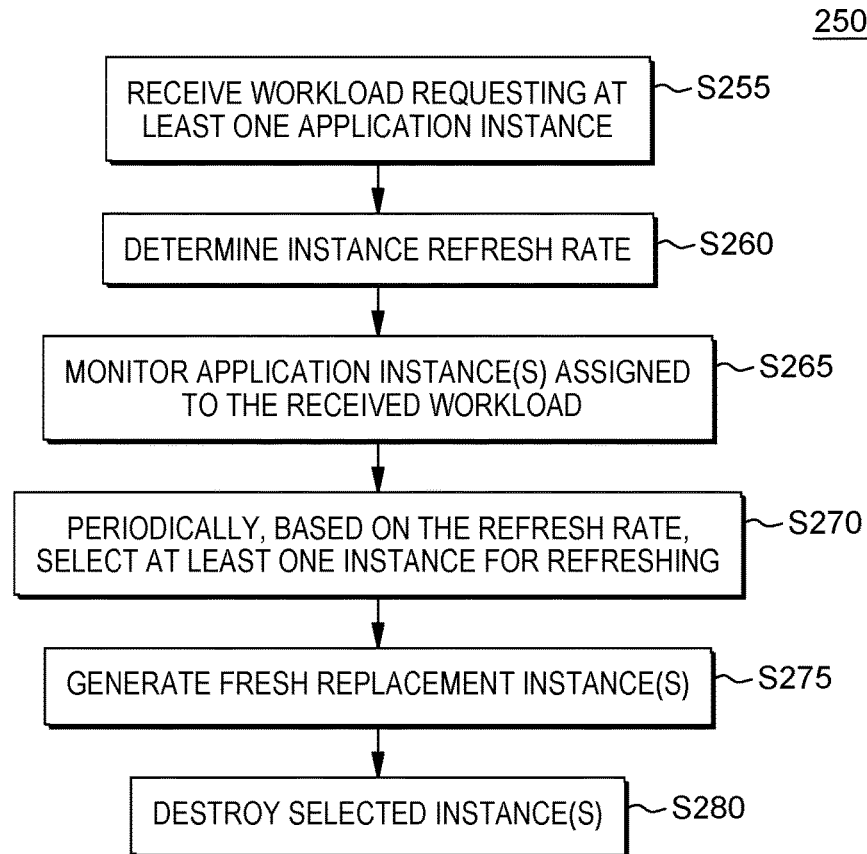 250
RECEIVE WORKLOAD REQUESTING AT
LEAST ONE APPLICATION INSTANCE
S255
DETERMINE INSTANCE REFRESH RATE
S260
MONITOR APPLICATION INSTANCE(S) ASSIGNED
TO THE RECEIVED WORKLOAD
S265
PERIODICALLY, BASED ON THE REFRESH RATE,
SELECT AT LEAST ONE INSTANCE FOR REFRESHING
S270
GENERATE FRESH REPLACEMENT INSTANCE(S)
S275
DESTROY SELECTED INSTANCE(S)
S280